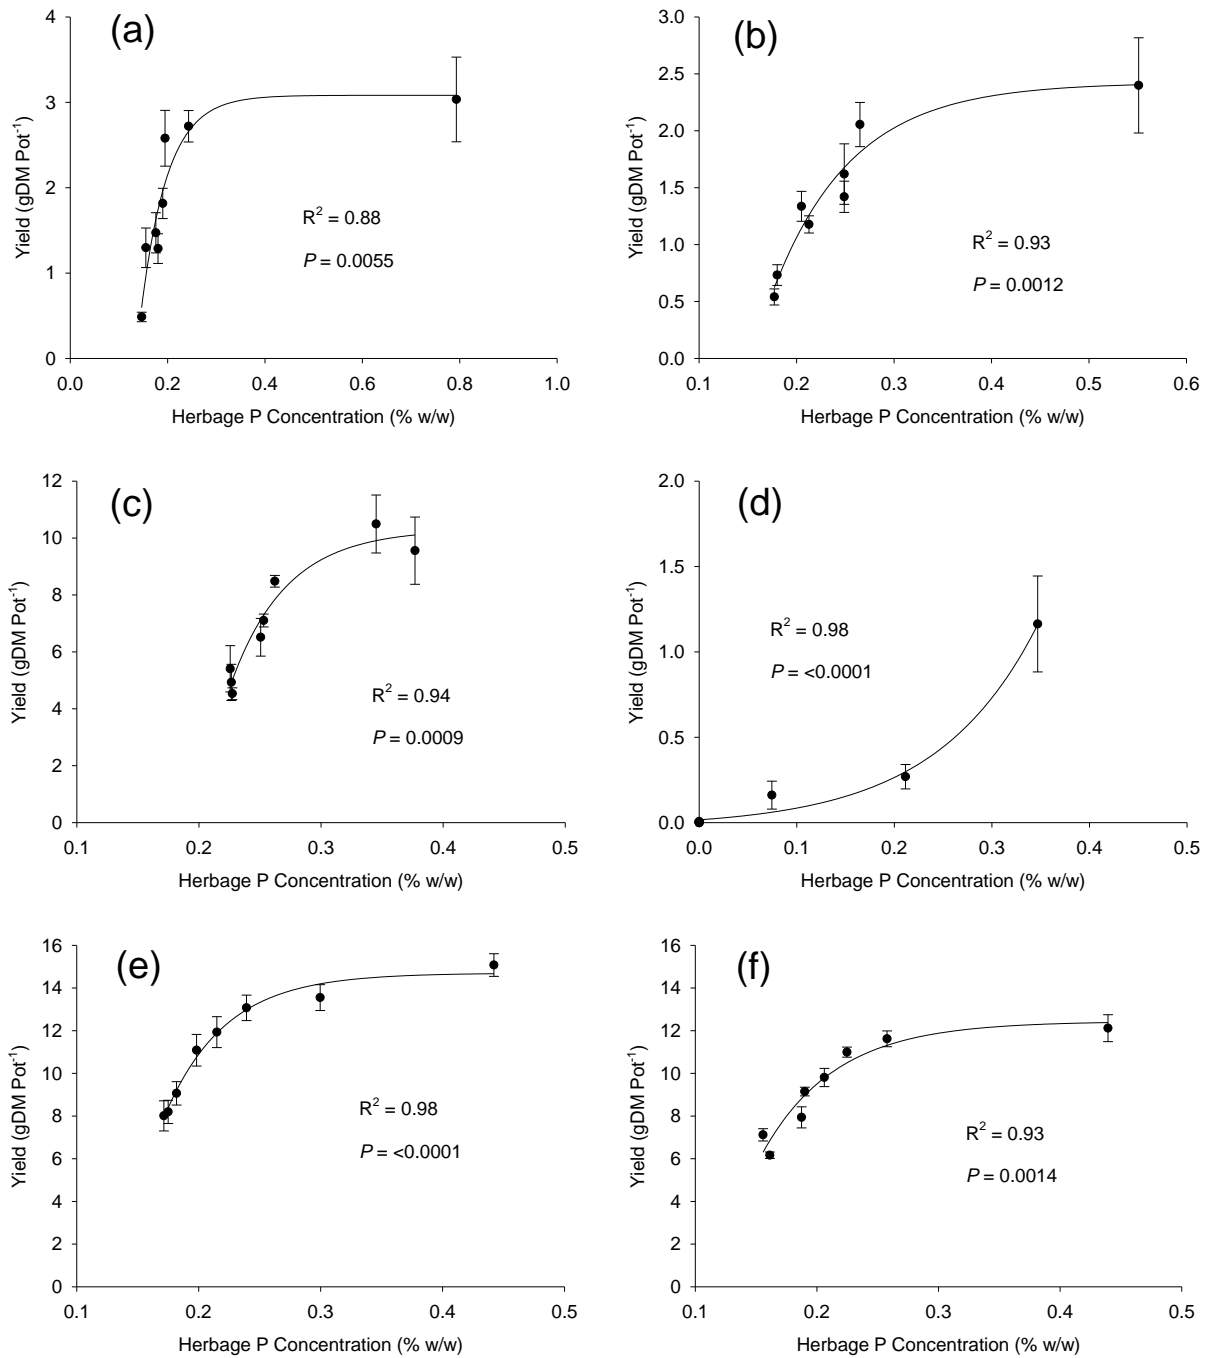 (a)
Yield (gDM Pot⁻¹)
4
3
2
1
0
R² = 0.88
P = 0.0055
0.0 0.2 0.4 0.6 0.8 1.0
Herbage P Concentration (% w/w)
(b)
Yield (gDM Pot⁻¹)
3.0
2.5
2.0
1.5
1.0
0.5
0.0
R² = 0.93
P = 0.0012
0.1 0.2 0.3 0.4 0.5 0.6
Herbage P Concentration (% w/w)
(c)
Yield (gDM Pot⁻¹)
12
10
8
6
4
2
0
R² = 0.94
P = 0.0009
0.1 0.2 0.3 0.4 0.5
Herbage P Concentration (% w/w)
(d)
Yield (gDM Pot⁻¹)
2.0
1.5
1.0
0.5
0.0
R² = 0.98
P = <0.0001
0.0 0.1 0.2 0.3 0.4 0.5
Herbage P Concentration (% w/w)
(e)
Yield (gDM Pot⁻¹)
16
14
12
10
8
6
4
2
0
R² = 0.98
P = <0.0001
0.1 0.2 0.3 0.4 0.5
Herbage P Concentration (% w/w)
(f)
Yield (gDM Pot⁻¹)
16
14
12
10
8
6
4
2
0
R² = 0.93
P = 0.0014
0.1 0.2 0.3 0.4 0.5
Herbage P Concentration (% w/w)